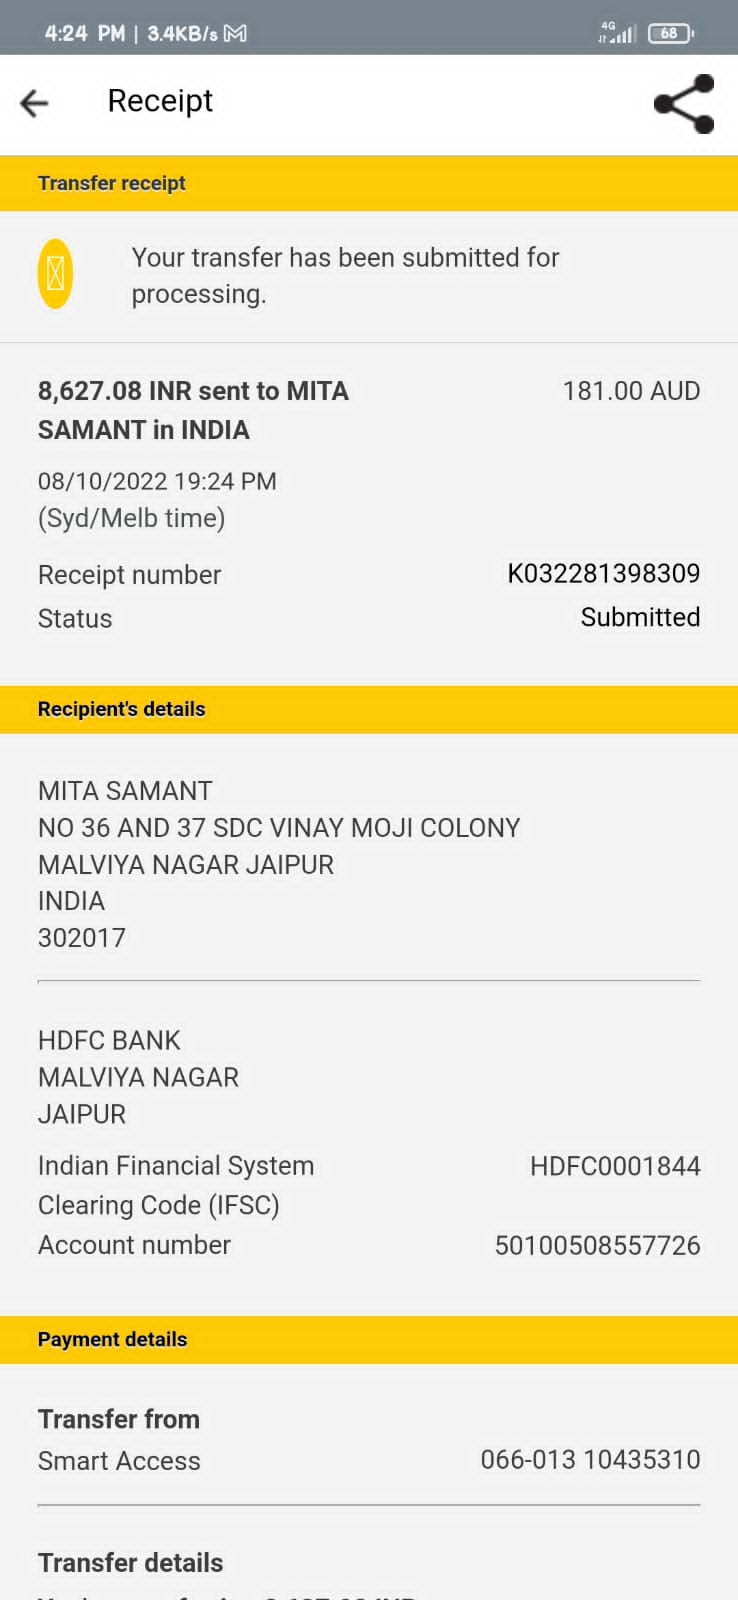 4:24 PM | 3.4KB/s
4G
68
Receipt
Transfer receipt
Your transfer has been submitted for
processing.
8,627.08 INR sent to MITA 181.00 AUD
SAMANT in INDIA
08/10/2022 19:24 PM
(Syd/Melb time)
Receipt number K032281398309
Status Submitted
Recipient's details
MITA SAMANT
NO 36 AND 37 SDC VINAY MOJI COLONY
MALVIYA NAGAR JAIPUR
INDIA
302017
HDFC BANK
MALVIYA NAGAR
JAIPUR
Indian Financial System HDFC0001844
Clearing Code (IFSC)
Account number 50100508557726
Payment details
Transfer from
Smart Access 066-013 10435310
Transfer details